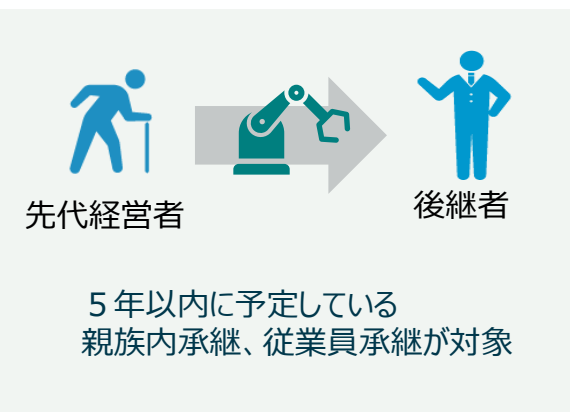 先代経営者
後継者
５年以内に予定している
親族内承継、従業員承継が対象